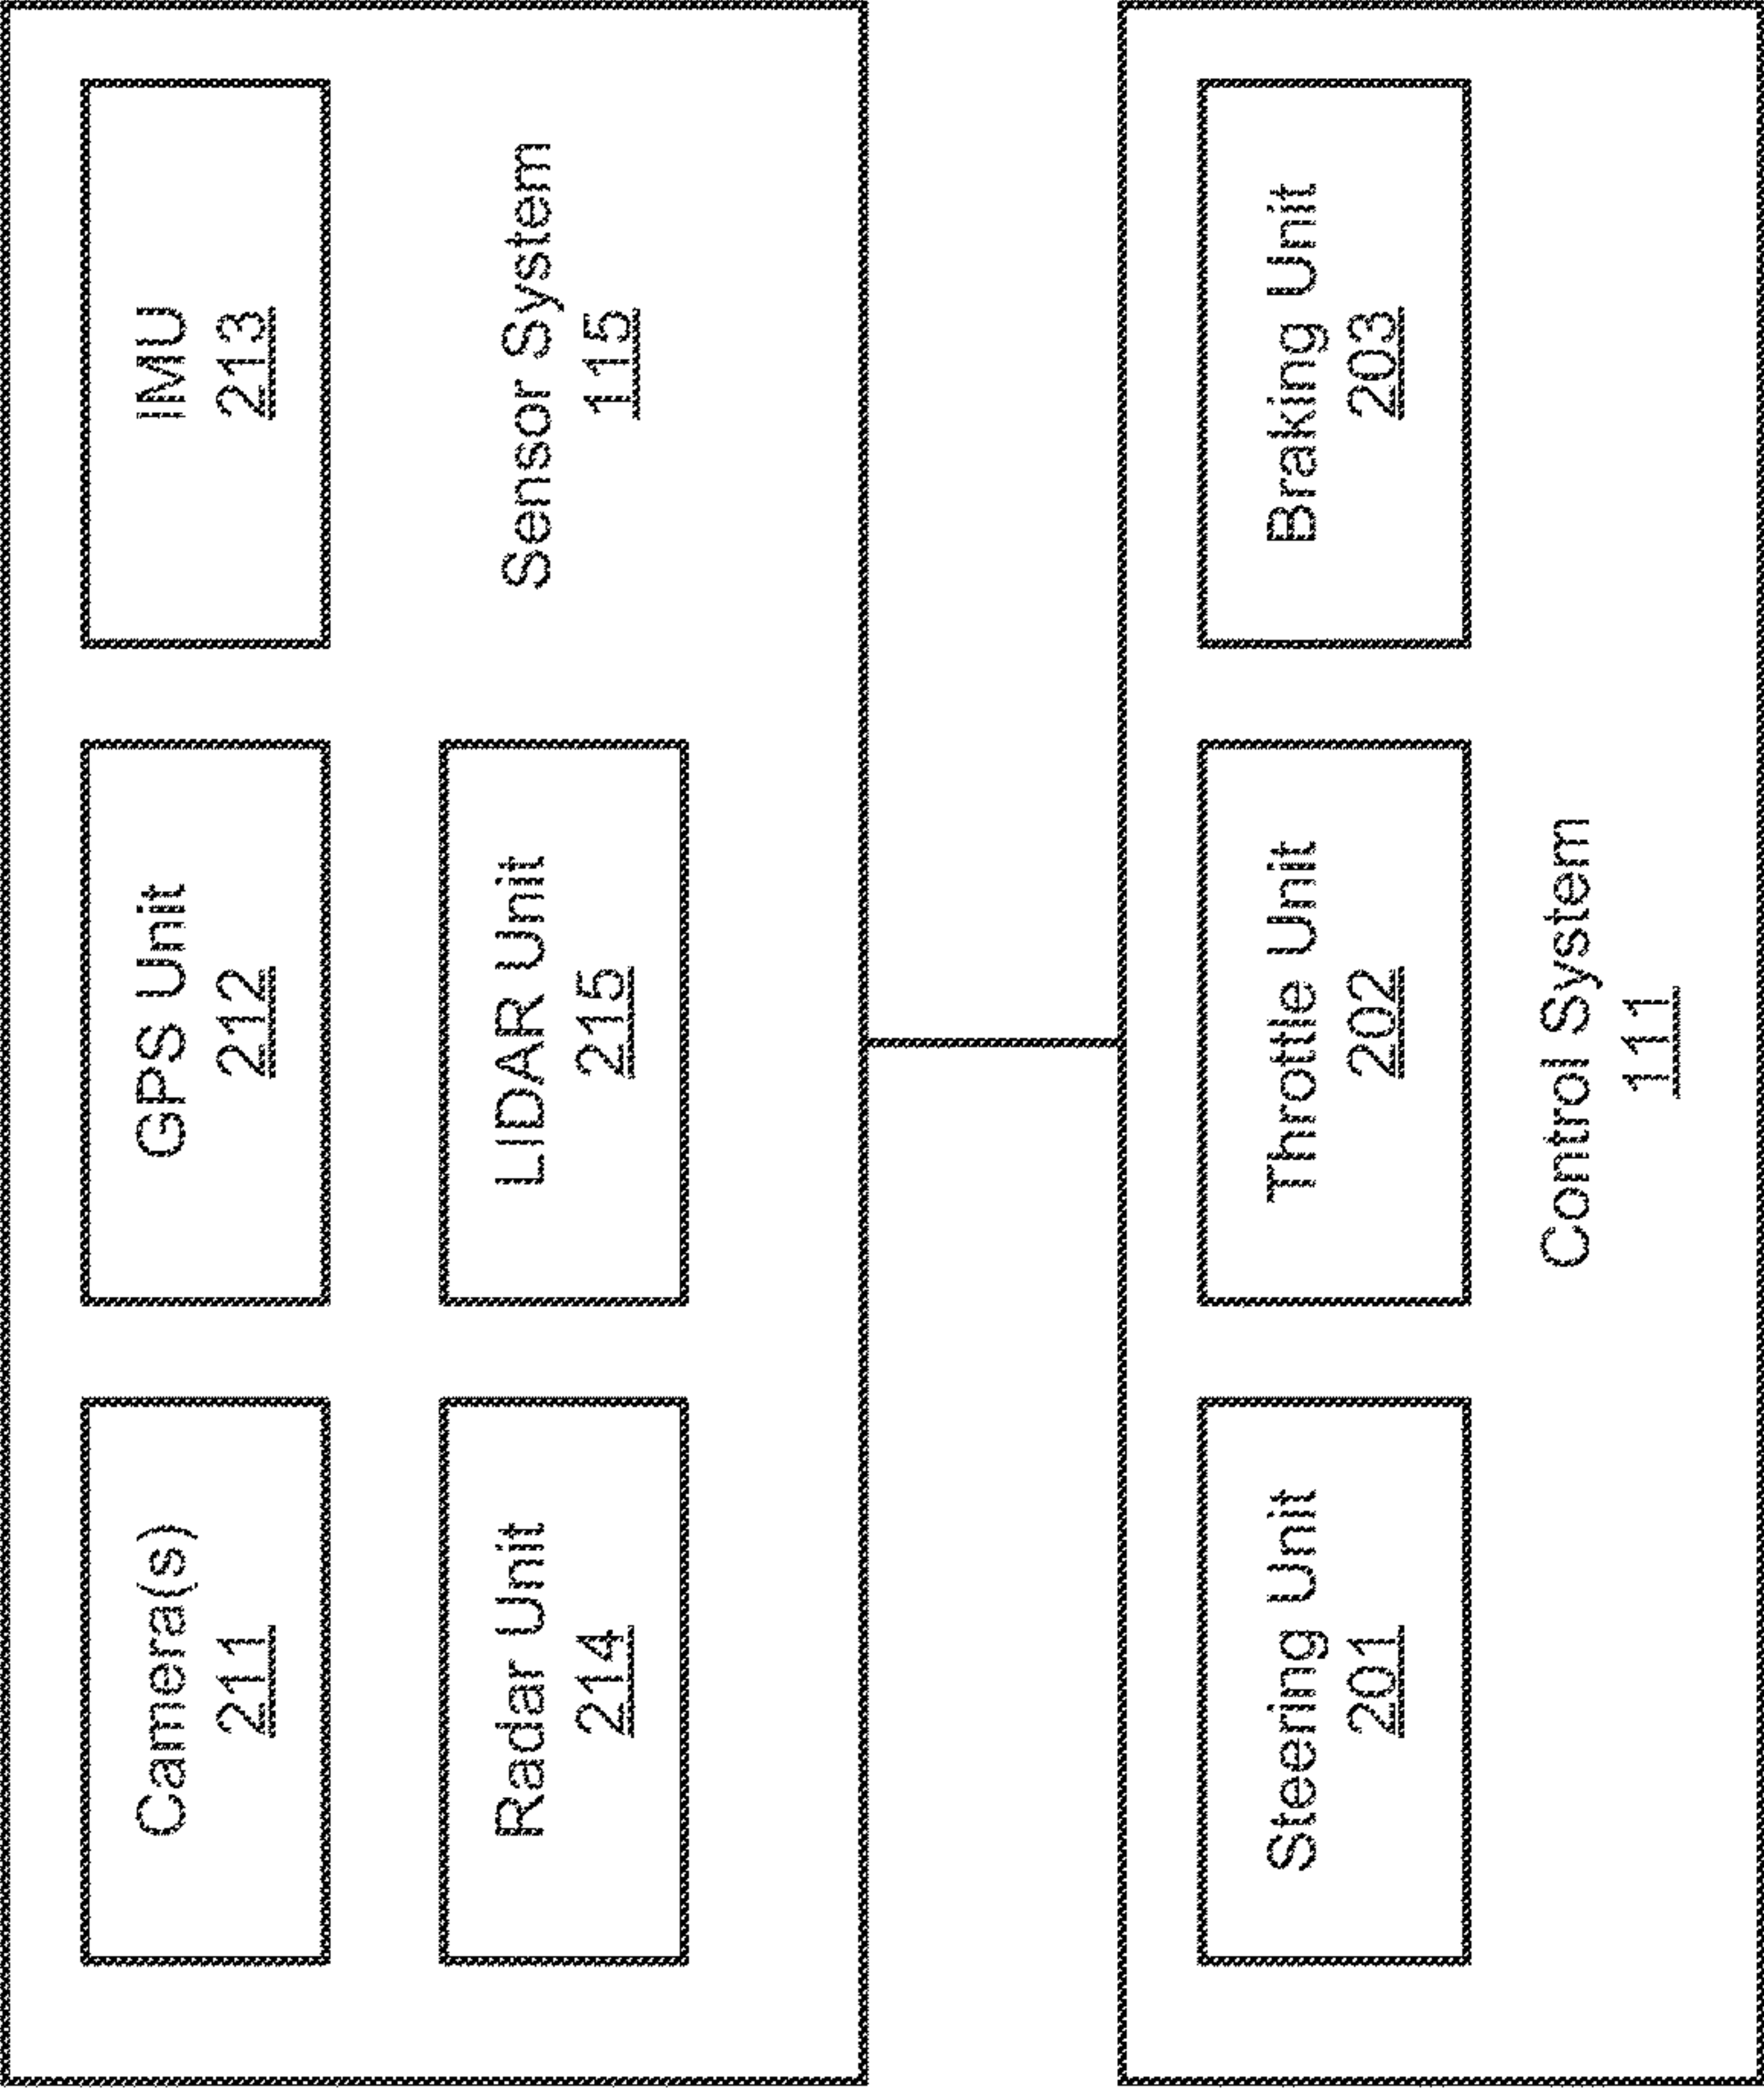 Camera(s)
211
GPS Unit
212
IMU
213
Radar Unit
214
LIDAR Unit
215
Sensor System
115
Steering Unit
201
Throttle Unit
202
Braking Unit
203
Control System
111